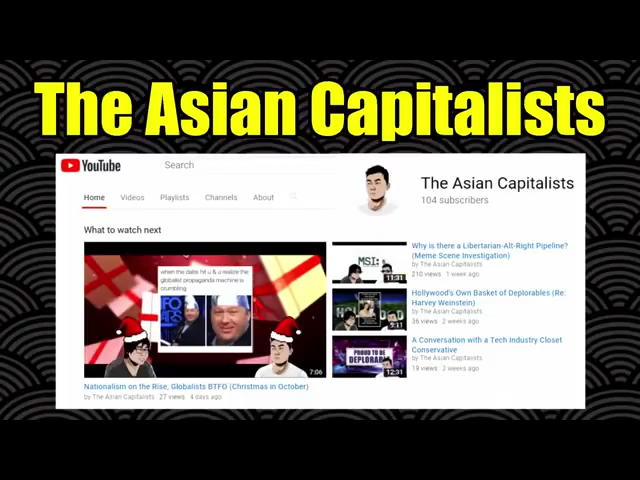 The Asian Capitalists
YouTube
Search
The Asian Capitalists
104 subscribers
Home Videos Playlists Channels About
What to watch next
when the dabs hit u & u realize the
globalist propaganda machine is
crumbling
7:06
Nationalism on the Rise, Globalists BTFO (Christmas in October)
by The Asian Capitalists 27 views 4 days ago
MSI:
11:31
Why is there a Libertarian-Alt-Right Pipeline?
(Meme Scene Investigation)
by The Asian Capitalists
210 views 1 week ago
9:11
Hollywood's Own Basket of Deplorables (Re:
Harvey Weinstein)
by The Asian Capitalists
36 views 2 weeks ago
PROUD TO BE
DEPLORABLE
12:31
A Conversation with a Tech Industry Closet
Conservative
by The Asian Capitalists
19 views 2 weeks ago